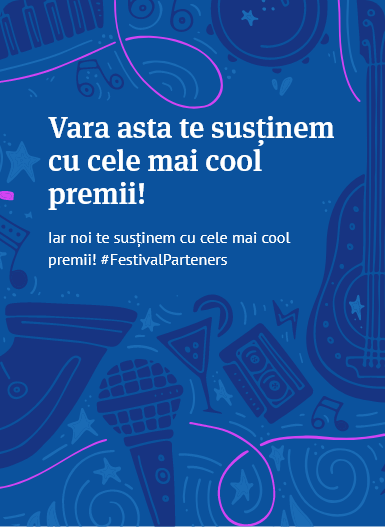 Vara asta te susținem
cu cele mai cool
premii!
Iar noi te susținem cu cele mai cool
premii! #FestivalParteners